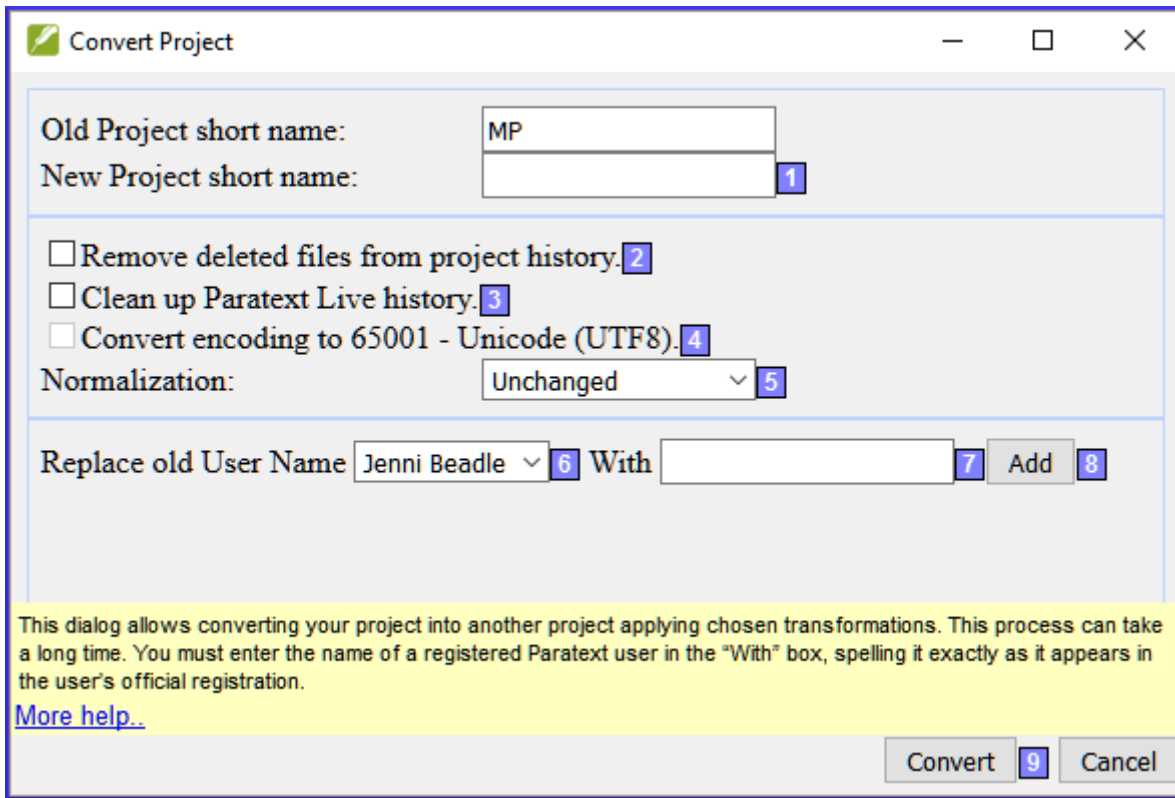 Convert Project
Old Project short name: MP
New Project short name: 1
Remove deleted files from project history. 2
Clean up Paratext Live history. 3
Convert encoding to 65001 - Unicode (UTF8). 4
Normalization: Unchanged 5
Replace old User Name Jenni Beadle 6 With 7 Add 8
This dialog allows converting your project into another project applying chosen transformations. This process can take
a long time. You must enter the name of a registered Paratext user in the “With” box, spelling it exactly as it appears in
the user’s official registration.
More help..
Convert 9 Cancel